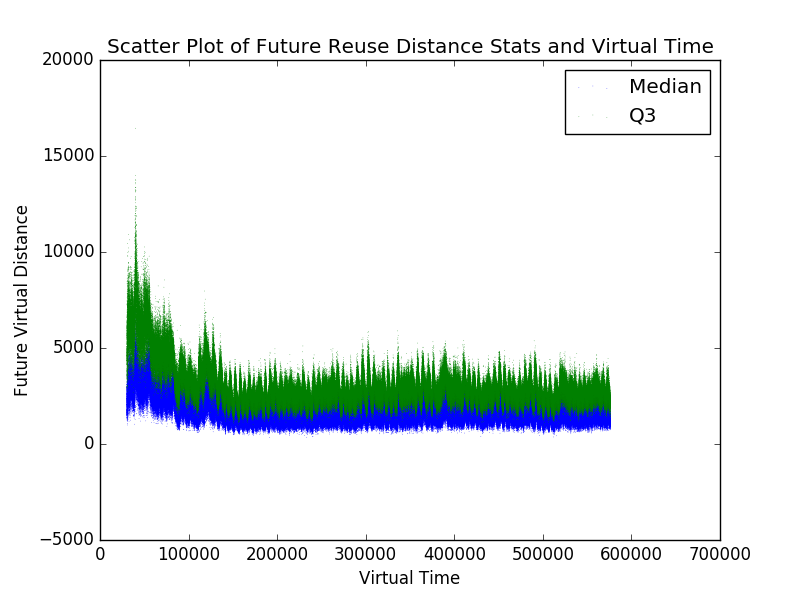 Scatter Plot of Future Reuse Distance Stats and Virtual Time
20000
15000
10000
5000
0
−5000
Future Virtual Distance
Median
Q3
0 100000 200000 300000 400000 500000 600000 700000
Virtual Time